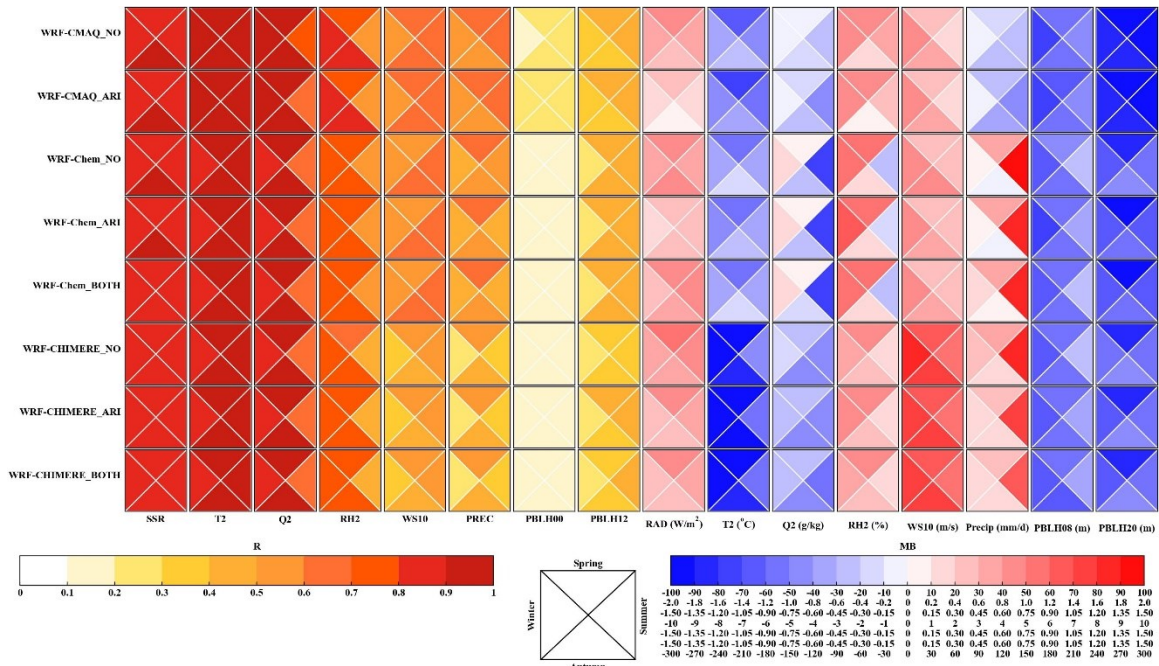 WRF-CMAQ_NO
WRF-CMAQ_ARI
WRF-Chem_NO
WRF-Chem_ARI
WRF-Chem_BOTH
WRF-CHIMERE_NO
WRF-CHIMERE_ARI
WRF-CHIMERE_BOTH
SSR T2 Q2 RH2 WS10 PREC PBLH00 PBLH12 RAD (W/m²) T2 (°C) Q2 (g/kg) RH2 (%) WS10 (m/s) Precip (mm/d) PBLH08 (m) PBLH20 (m)
R
0 0.1 0.2 0.3 0.4 0.5 0.6 0.7 0.8 0.9 1
Spring
Winter
Summer
MB
-100 -90 -80 -70 -60 -50 -40 -30 -20 -10 0 10 20 30 40 50 60 70 80 90 100
-2.0 -1.8 -1.6 -1.4 -1.2 -1.0 -0.8 -0.6 -0.4 -0.2 0 0.2 0.4 0.6 0.8 1.0 1.2 1.4 1.6 1.8 2.0
-1.50 -1.35 -1.20 -1.05 -0.90 -0.75 -0.60 -0.45 -0.30 -0.15 0 0.15 0.30 0.45 0.60 0.75 0.90 1.05 1.20 1.35 1.50
-10 -9 -8 -7 -6 -5 -4 -3 -2 -1 0 1 2 3 4 5 6 7 8 9 10
-1.50 -1.35 -1.20 -1.05 -0.90 -0.75 -0.60 -0.45 -0.30 -0.15 0 0.15 0.30 0.45 0.60 0.75 0.90 1.05 1.20 1.35 1.50
-1.50 -1.35 -1.20 -1.05 -0.90 -0.75 -0.60 -0.45 -0.30 -0.15 0 0.15 0.30 0.45 0.60 0.75 0.90 1.05 1.20 1.35 1.50
-300 -270 -240 -210 -180 -150 -120 -90 -60 -30 0 30 60 90 120 150 180 210 240 270 300